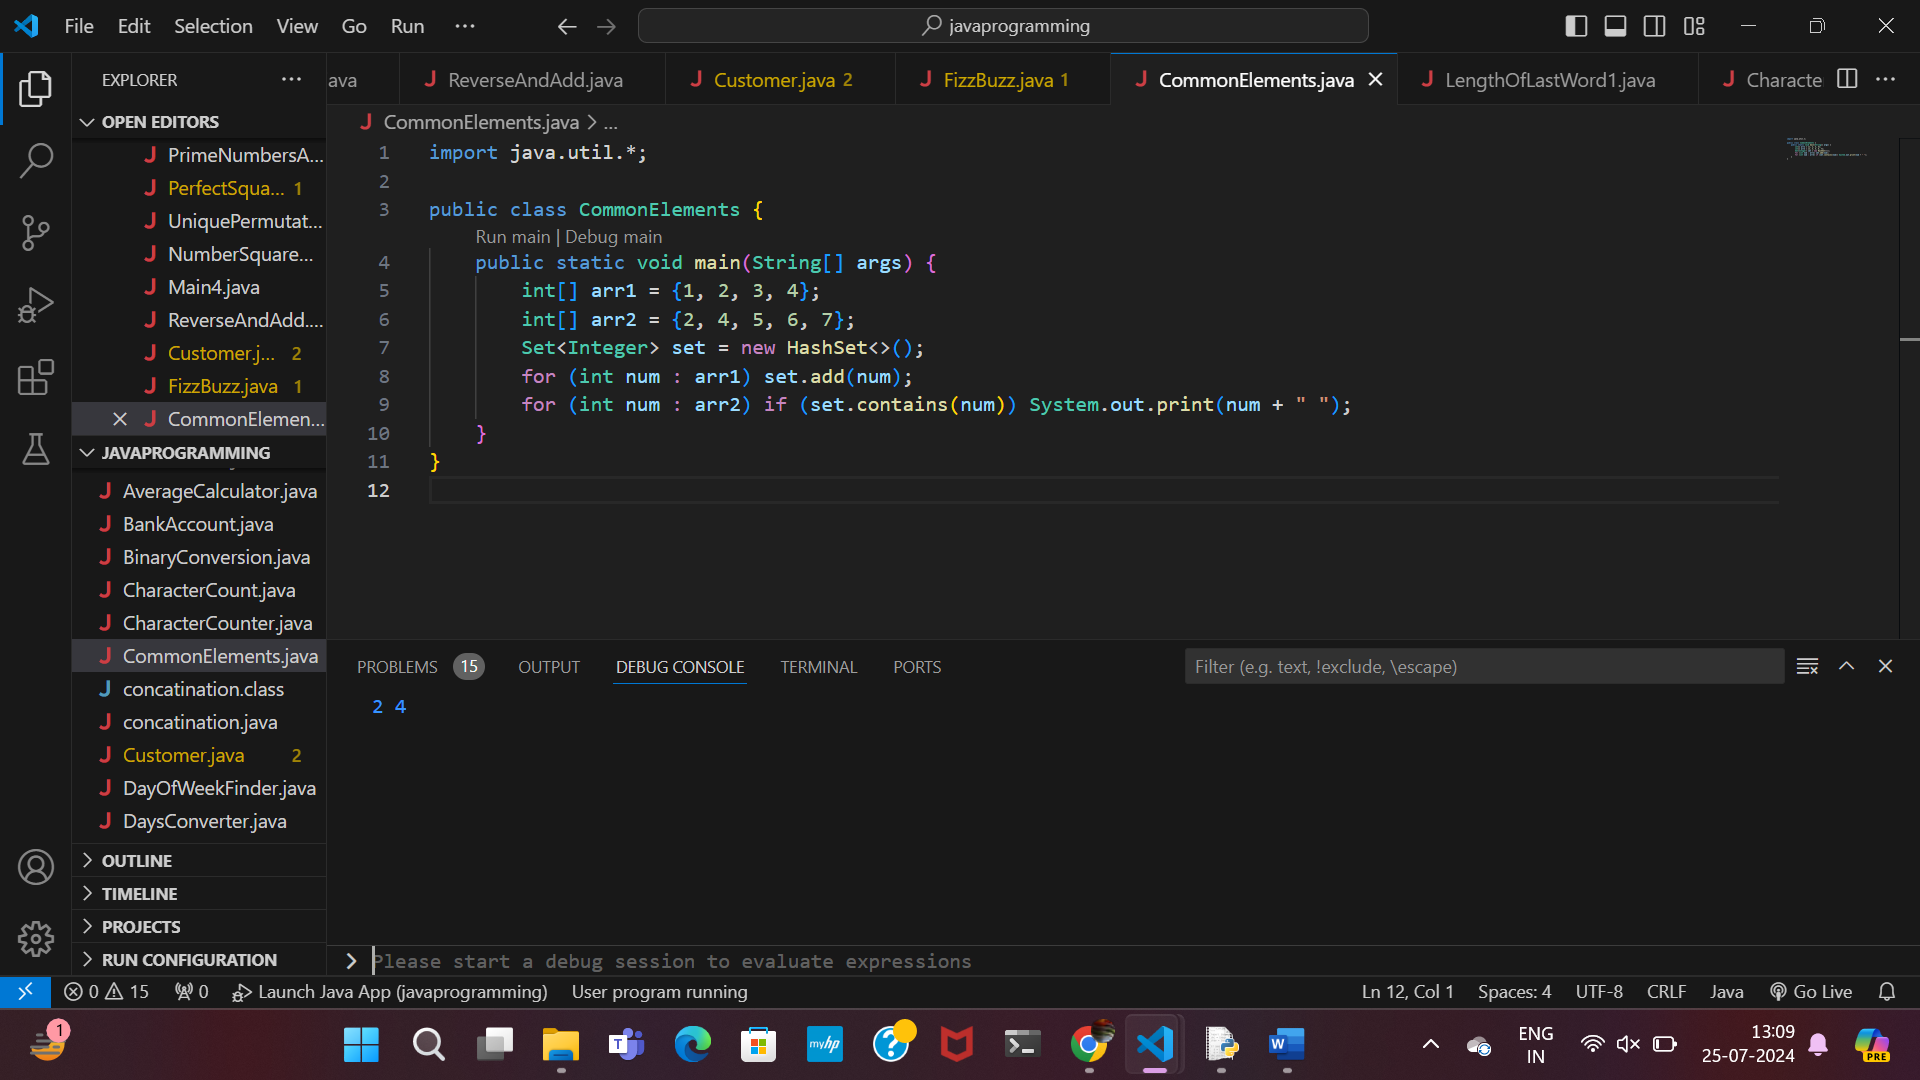 File Edit Selection View Go Run ...
javaprogramming
EXPLORER
OPEN EDITORS
PrimeNumbersA...
PerfectSqua... 1
UniquePermutat...
NumberSquare...
Main4.java
ReverseAndAdd....
Customer.j... 2
FizzBuzz.java 1
CommonElemen...
JAVAPROGRAMMING
AverageCalculator.java
BankAccount.java
BinaryConversion.java
CharacterCount.java
CharacterCounter.java
CommonElements.java
concatination.class
concatination.java
Customer.java 2
DayOfWeekFinder.java
DaysConverter.java
OUTLINE
TIMELINE
PROJECTS
RUN CONFIGURATION
ava ReverseAndAdd.java Customer.java 2 FizzBuzz.java 1 CommonElements.java LengthOfLastWord1.java Characte
CommonElements.java > ...
1 import java.util.*;
2
3 public class CommonElements {
Run main | Debug main
4 public static void main(String[] args) {
5 int[] arr1 = {1, 2, 3, 4};
6 int[] arr2 = {2, 4, 5, 6, 7};
7 Set<Integer> set = new HashSet<>();
8 for (int num : arr1) set.add(num);
9 for (int num : arr2) if (set.contains(num)) System.out.print(num + " ");
10 }
11 }
12
PROBLEMS 15 OUTPUT DEBUG CONSOLE TERMINAL PORTS Filter (e.g. text, !exclude, \escape)
2 4
> Please start a debug session to evaluate expressions
0 15 0 Launch Java App (javaprogramming) User program running Ln 12, Col 1 Spaces: 4 UTF-8 CRLF Java Go Live
1 myhp W ENG 13:09
IN 25-07-2024 PRE